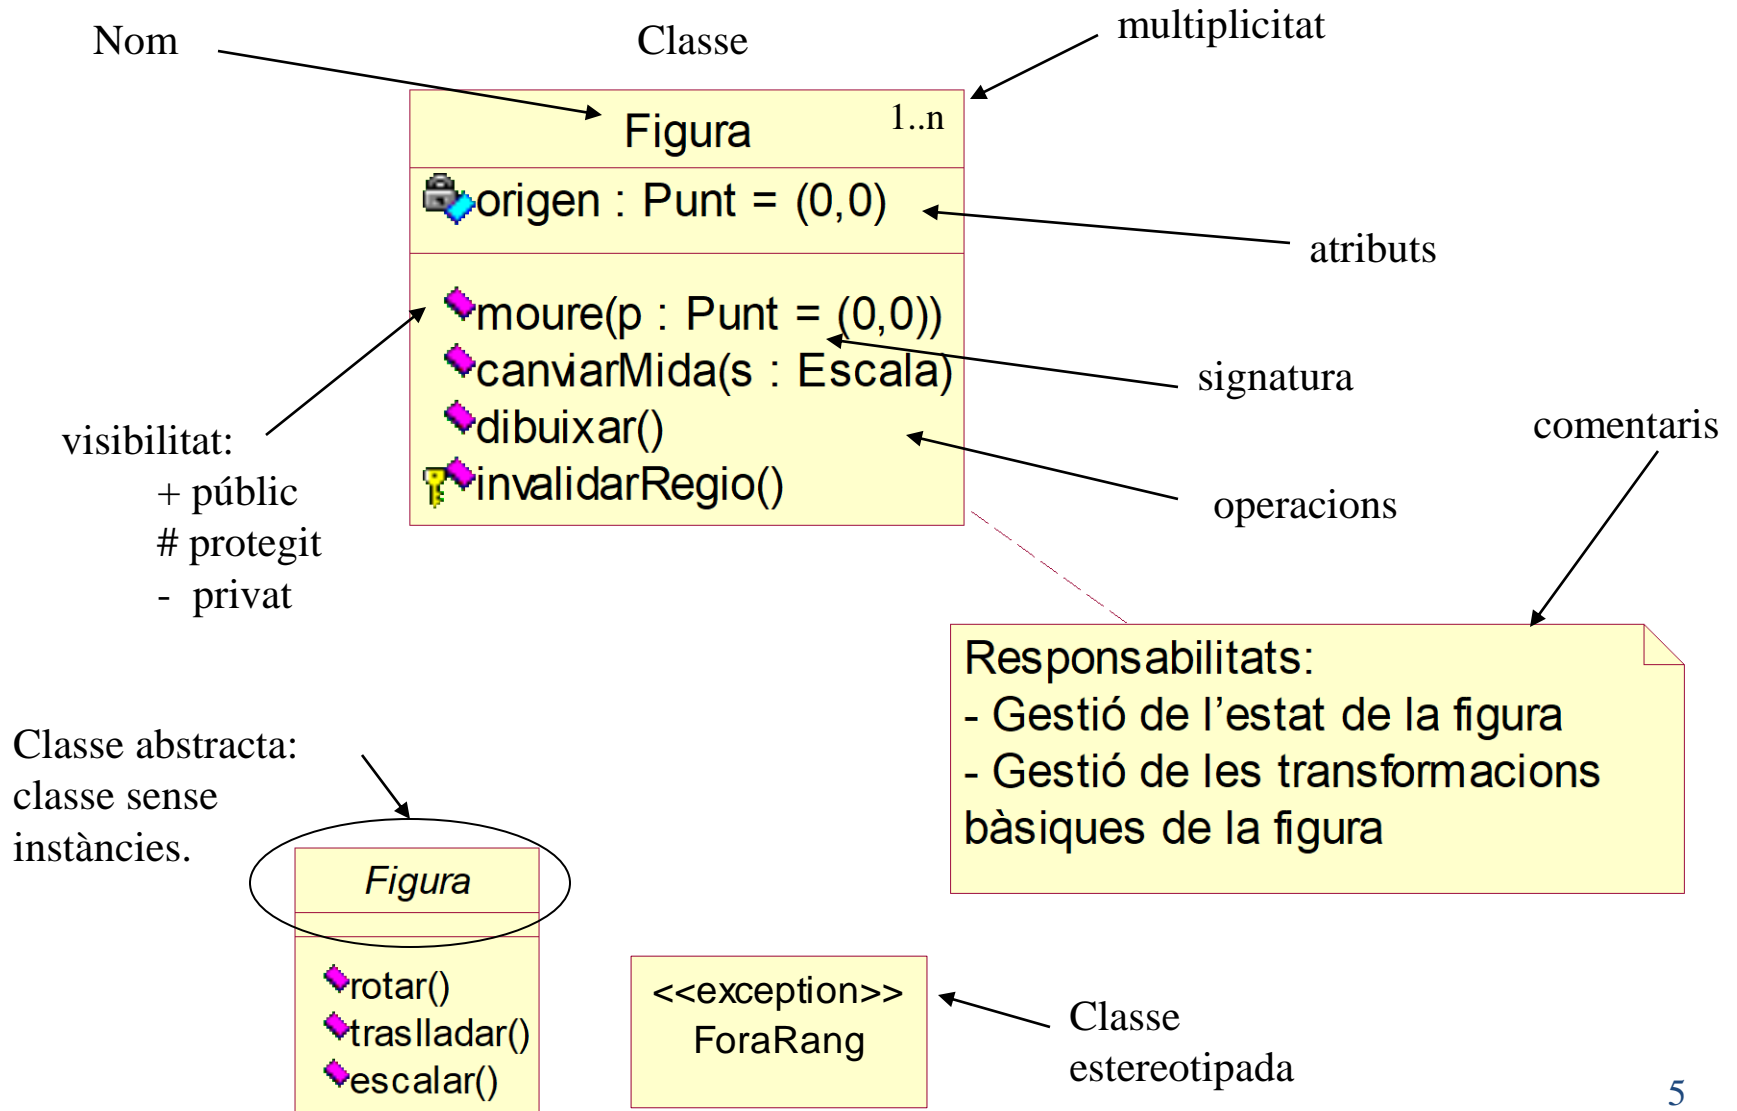 Nom
Classe
multiplicitat
Figura
1..n
origen : Punt = (0,0)
atributs
moure(p : Punt = (0,0))
canviarMida(s : Escala)
dibuixar()
invalidarRegio()
signatura
operacions
visibilitat:
+ públic
# protegit
- privat
comentaris
Responsabilitats:
- Gestió de l’estat de la figura
- Gestió de les transformacions
bàsiques de la figura
Classe abstracta:
classe sense
instàncies.
Figura
rotar()
traslladar()
escalar()
<<exception>>
ForaRang
Classe
estereotipada
5